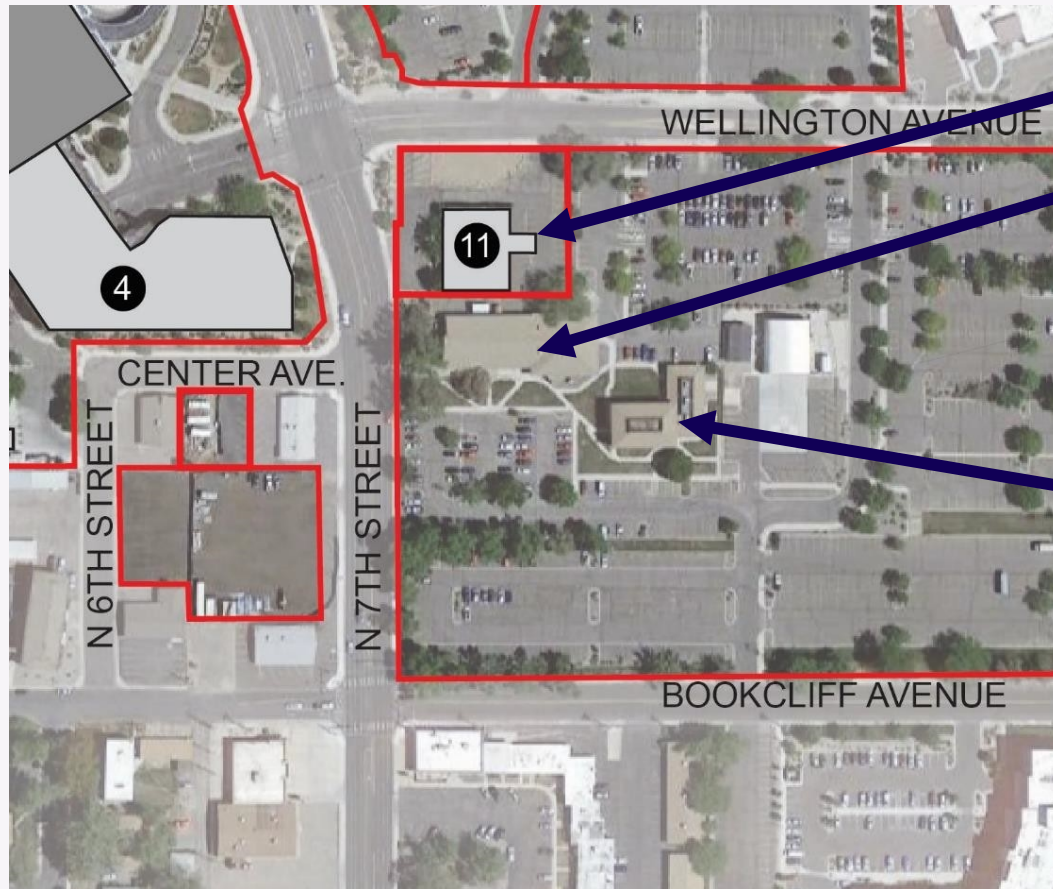 WELLINGTON AVENUE
11
4
CENTER AVE.
N 6TH STREET
N 7TH STREET
BOOKCLIFF AVENUE